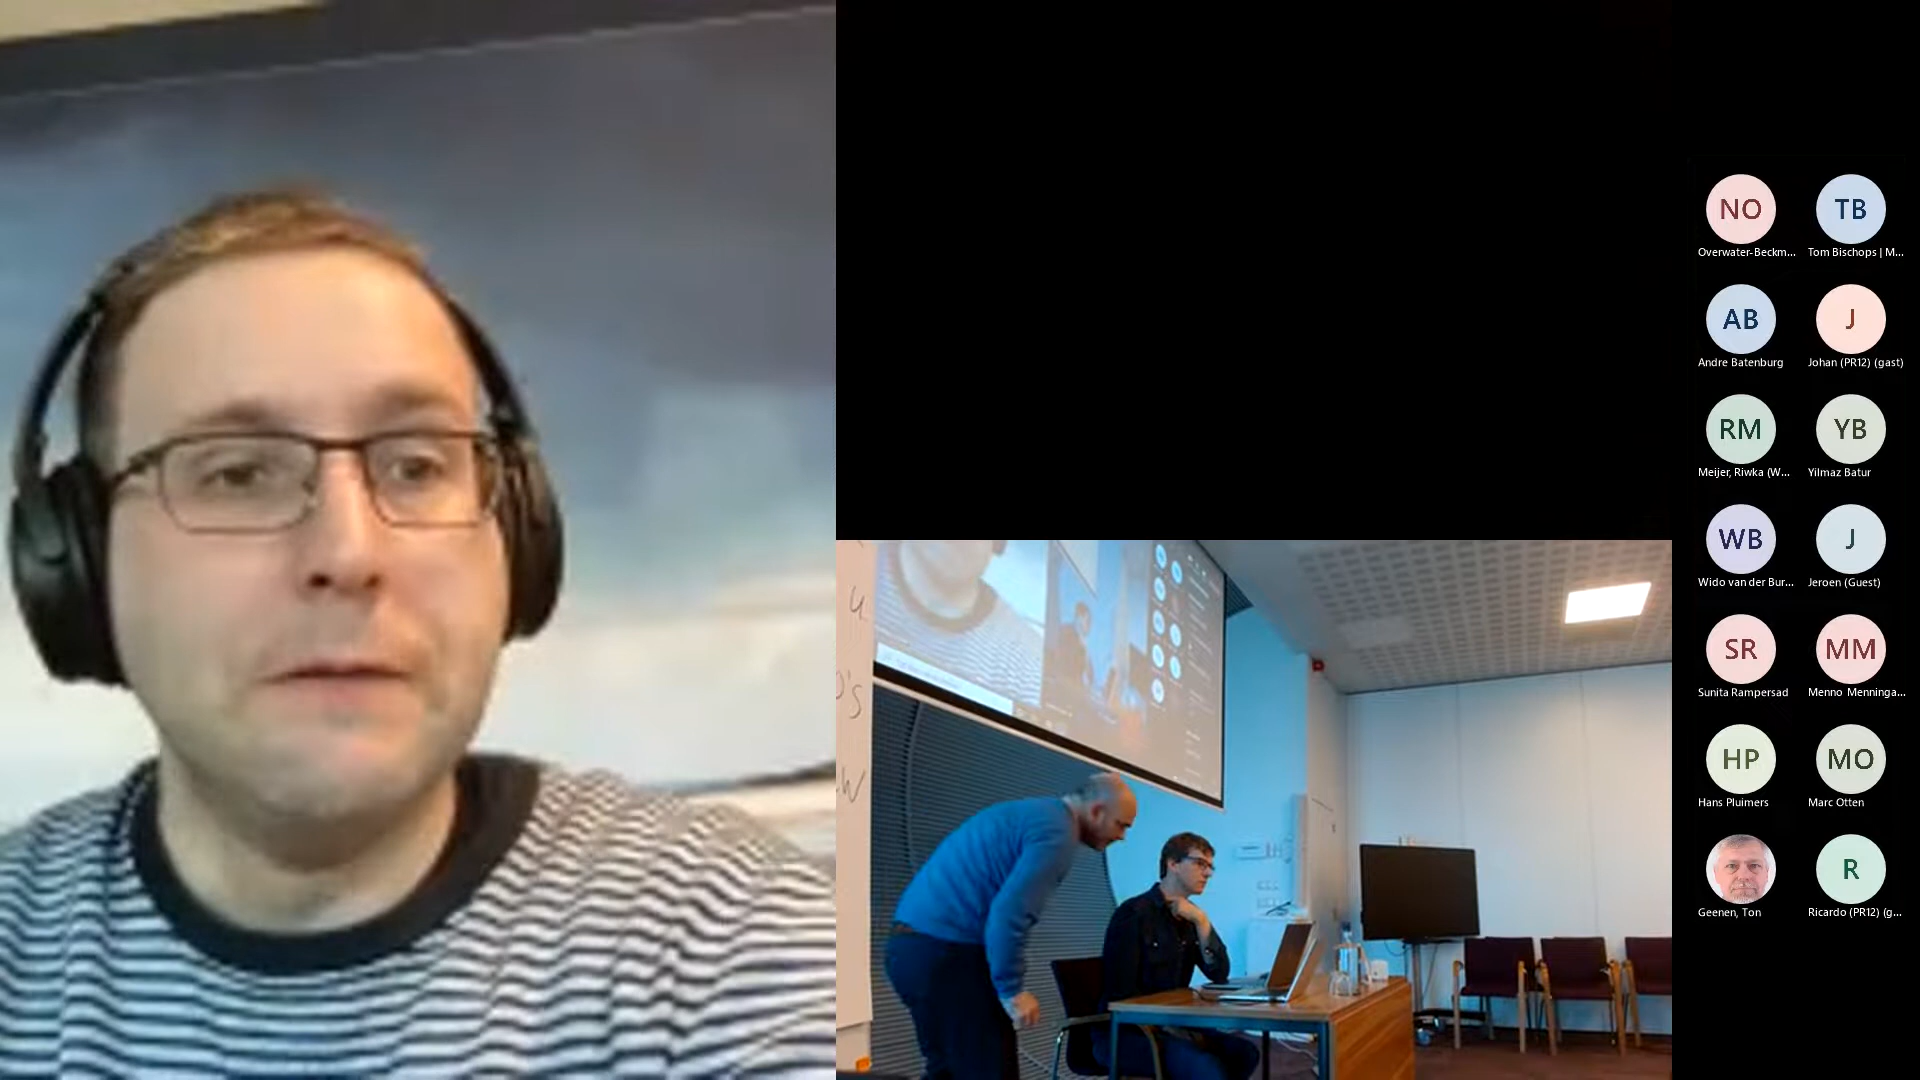 NO TB
Overwater-Beckm... Tom Bischops | M...
AB J
Andre Batenburg Johan (PR12) (gast)
RM YB
Meijer, Riwka (W... Yilmaz Batur
WB J
Wido van der Bur... Jeroen (Guest)
SR MM
Sunita Rampersad Menno Menninga...
HP MO
Hans Pluimers Marc Otten
R
Geenen, Ton Ricardo (PR12) (g...